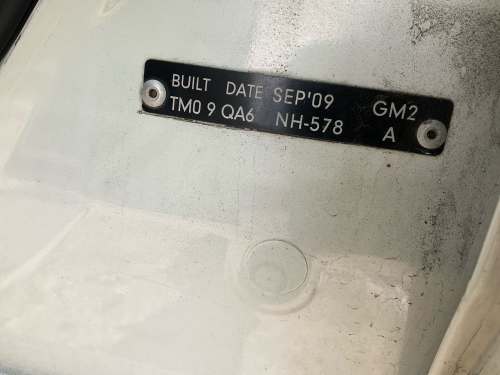 BUILT DATE SEP'09 GM2
TM0 9 QA6 NH-578 A